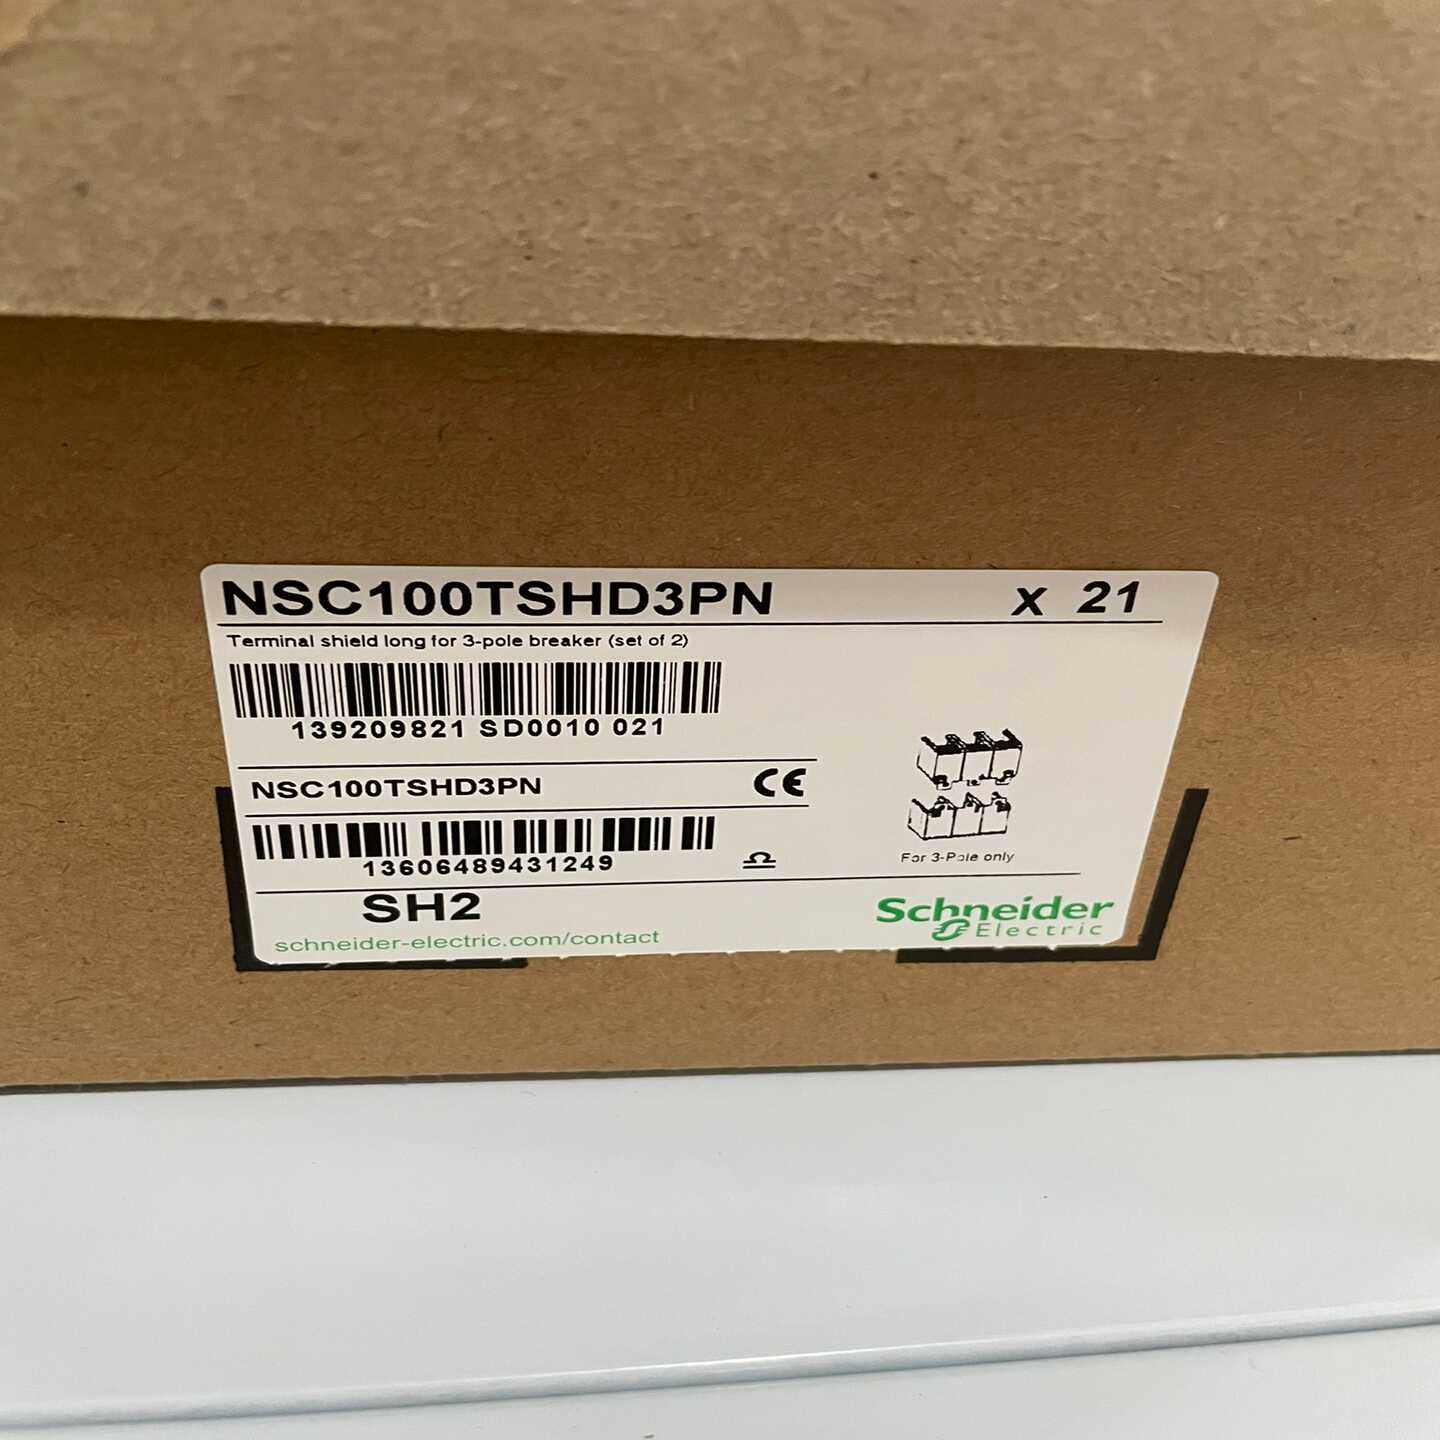 NSC100TSHD3PN x 21
Terminal shield long for 3-pole breaker (set of 2)
139209821 SD0010 021
NSC100TSHD3PN CE
13606489431249
For 3-Pole only
SH2
Schneider
Electric
schneider-electric.com/contact